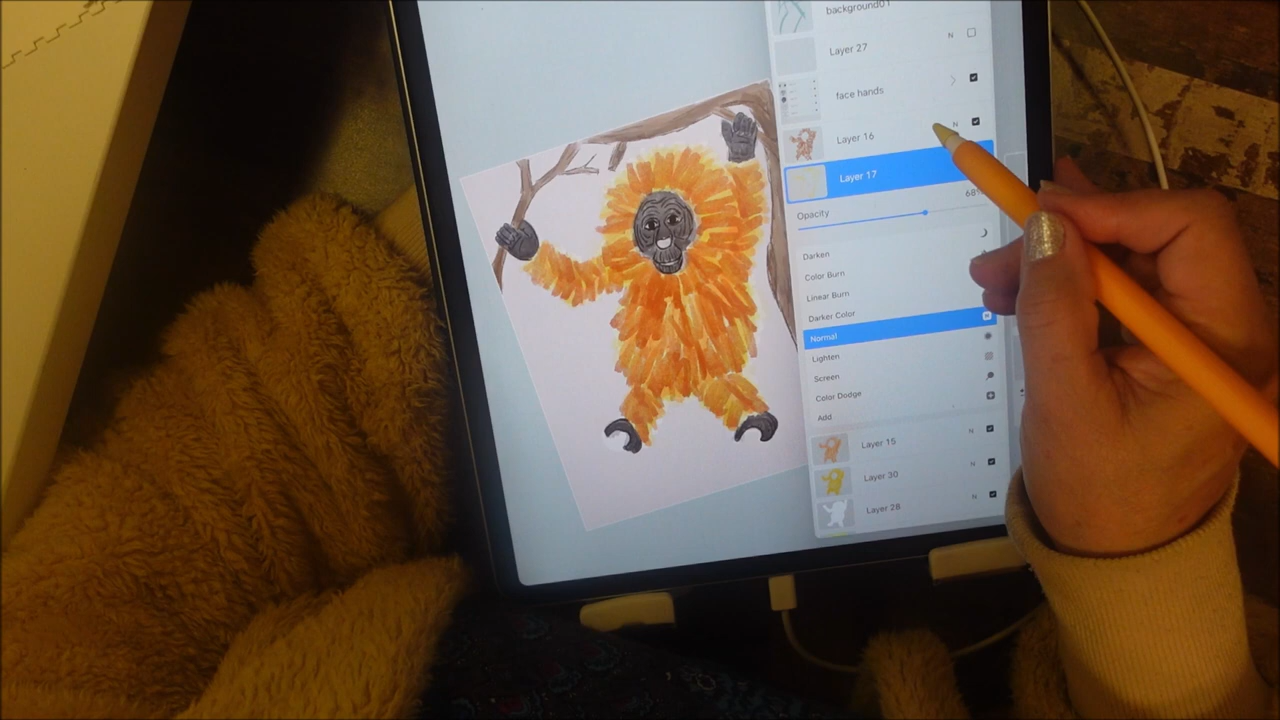 background01
Layer 27 N
face hands
Layer 16 N
Layer 17
Opacity 68%
Darken
Color Burn
Linear Burn
Darker Color
Normal
Lighten
Screen
Color Dodge
Add
Layer 15 N
Layer 30 N
Layer 28 N